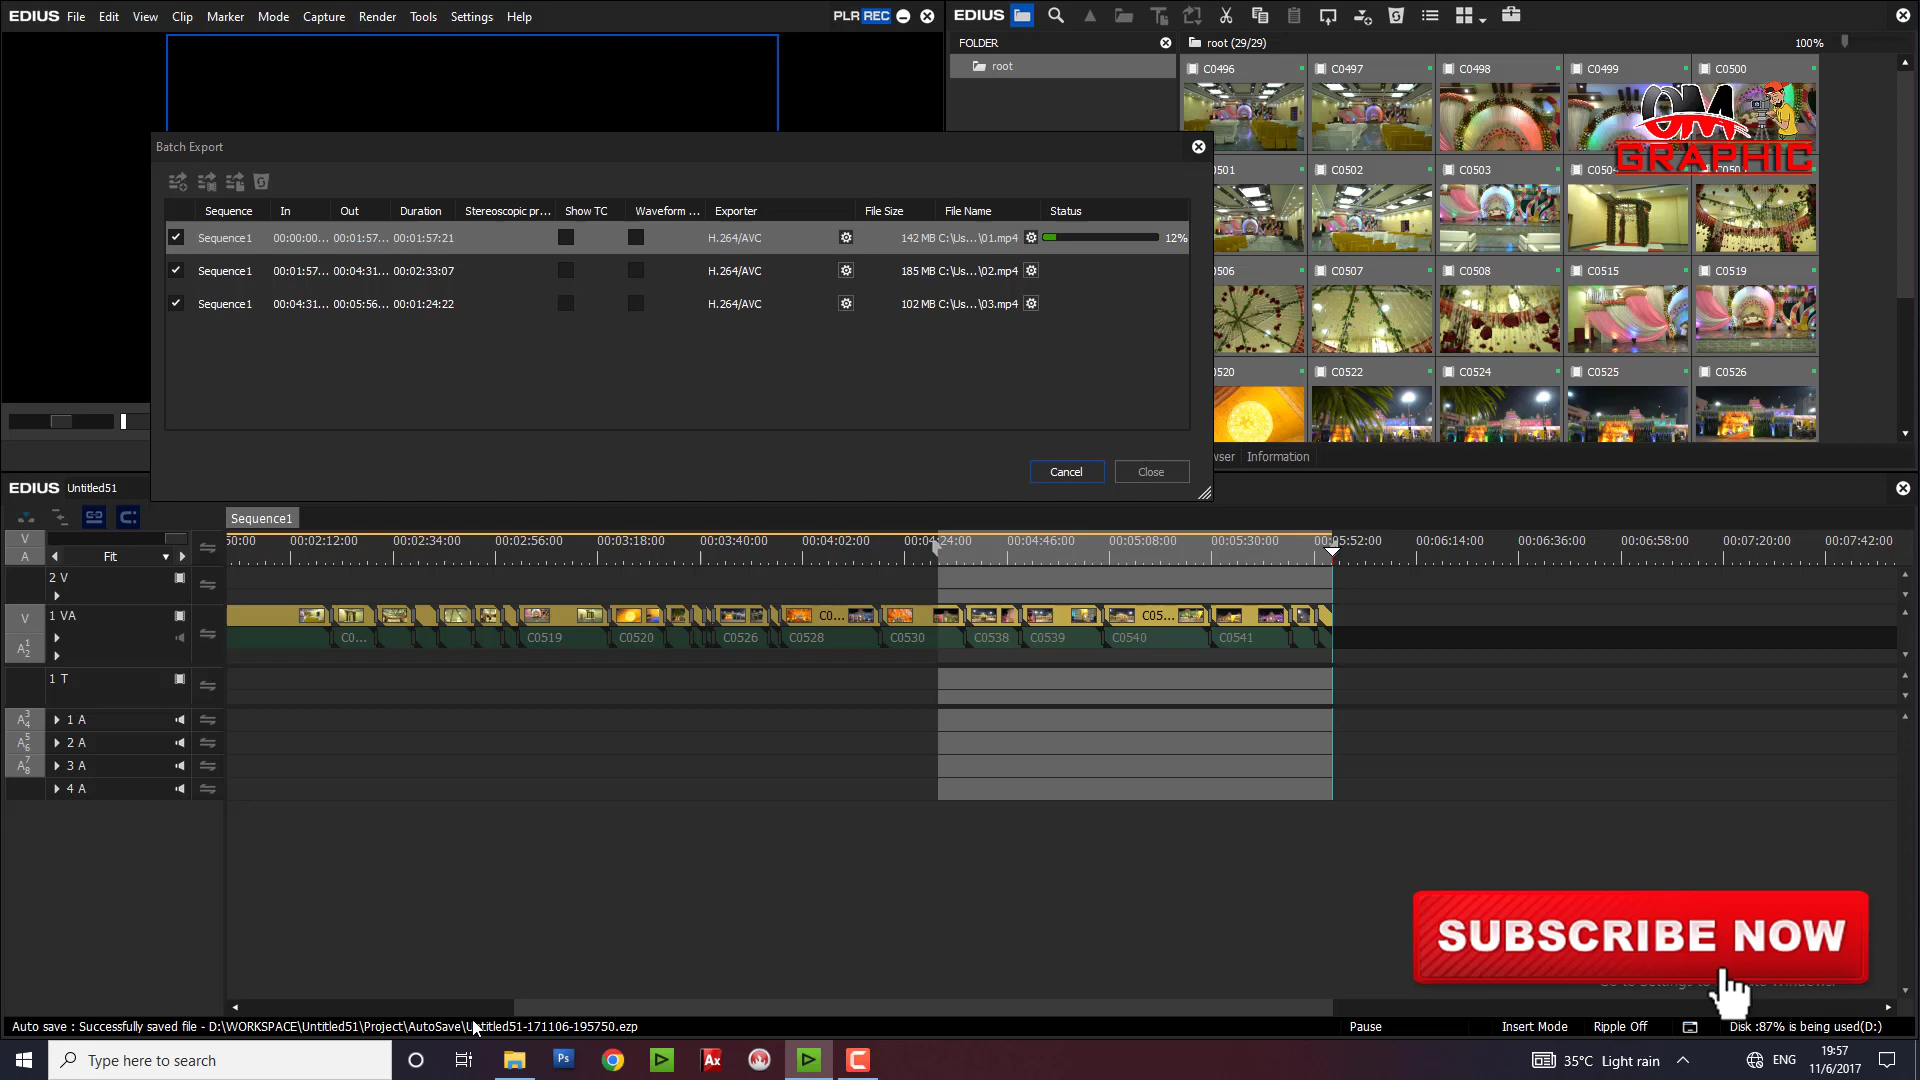 EDIUS File Edit View Clip Marker Mode Capture Render Tools Settings Help PLR REC
EDIUS
FOLDER
root (29/29)
100%
root
C0496 C0497 C0498 C0499 C0500
OM
GRAPHIC
Batch Export
Sequence In Out Duration Stereoscopic pr... Show TC Waveform ... Exporter File Size File Name Status
Sequence1 00:00:00... 00:01:57... 00:01:57:21 H.264/AVC 142 MB C:\Us...\01.mp4 12%
Sequence1 00:01:57... 00:04:31... 00:02:33:07 H.264/AVC 185 MB C:\Us...\02.mp4
Sequence1 00:04:31... 00:05:56... 00:01:24:22 H.264/AVC 102 MB C:\Us...\03.mp4
Cancel Close
0501 C0502 C0503
0506 C0507 C0508 C0515 C0519
0520 C0522 C0524 C0525 C0526
wser Information
EDIUS Untitled51
Sequence1
V
A Fit
50:00 00:02:12:00 00:02:34:00 00:02:56:00 00:03:18:00 00:03:40:00 00:04:02:00 00:04:24:00 00:04:46:00 00:05:08:00 00:05:30:00 00:05:52:00 00:06:14:00 00:06:36:00 00:06:58:00 00:07:20:00 00:07:42:00
2 V
V 1 VA C0... C05...
A12 C0... C0519 C0520 C0526 C0528 C0530 C0538 C0539 C0540 C0541
1 T
A34 1 A
A56 2 A
A78 3 A
4 A
SUBSCRIBE NOW
Auto save : Successfully saved file - D:\WORKSPACE\Untitled51\Project\AutoSave\Untitled51-171106-195750.ezp Pause Insert Mode Ripple Off Disk :87% is being used(D:)
Type here to search Ps Ax 35°C Light rain ENG 19:57
11/6/2017